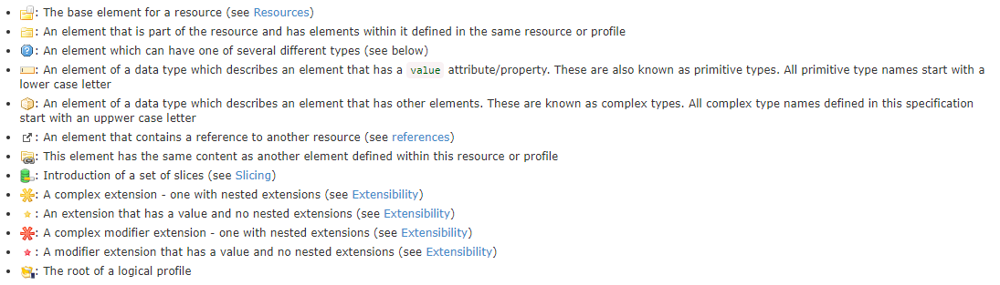 : The base element for a resource (see Resources)
: An element that is part of the resource and has elements within it defined in the same resource or profile
: An element which can have one of several different types (see below)
: An element of a data type which describes an element that has a value attribute/property. These are also known as primitive types. All primitive type names start with a
lower case letter
: An element of a data type which describes an element that has other elements. These are known as complex types. All complex type names defined in this specification
start with an uppwer case letter
: An element that contains a reference to another resource (see references)
: This element has the same content as another element defined within this resource or profile
: Introduction of a set of slices (see Slicing)
: A complex extension - one with nested extensions (see Extensibility)
: An extension that has a value and no nested extensions (see Extensibility)
: A complex modifier extension - one with nested extensions (see Extensibility)
: A modifier extension that has a value and no nested extensions (see Extensibility)
: The root of a logical profile